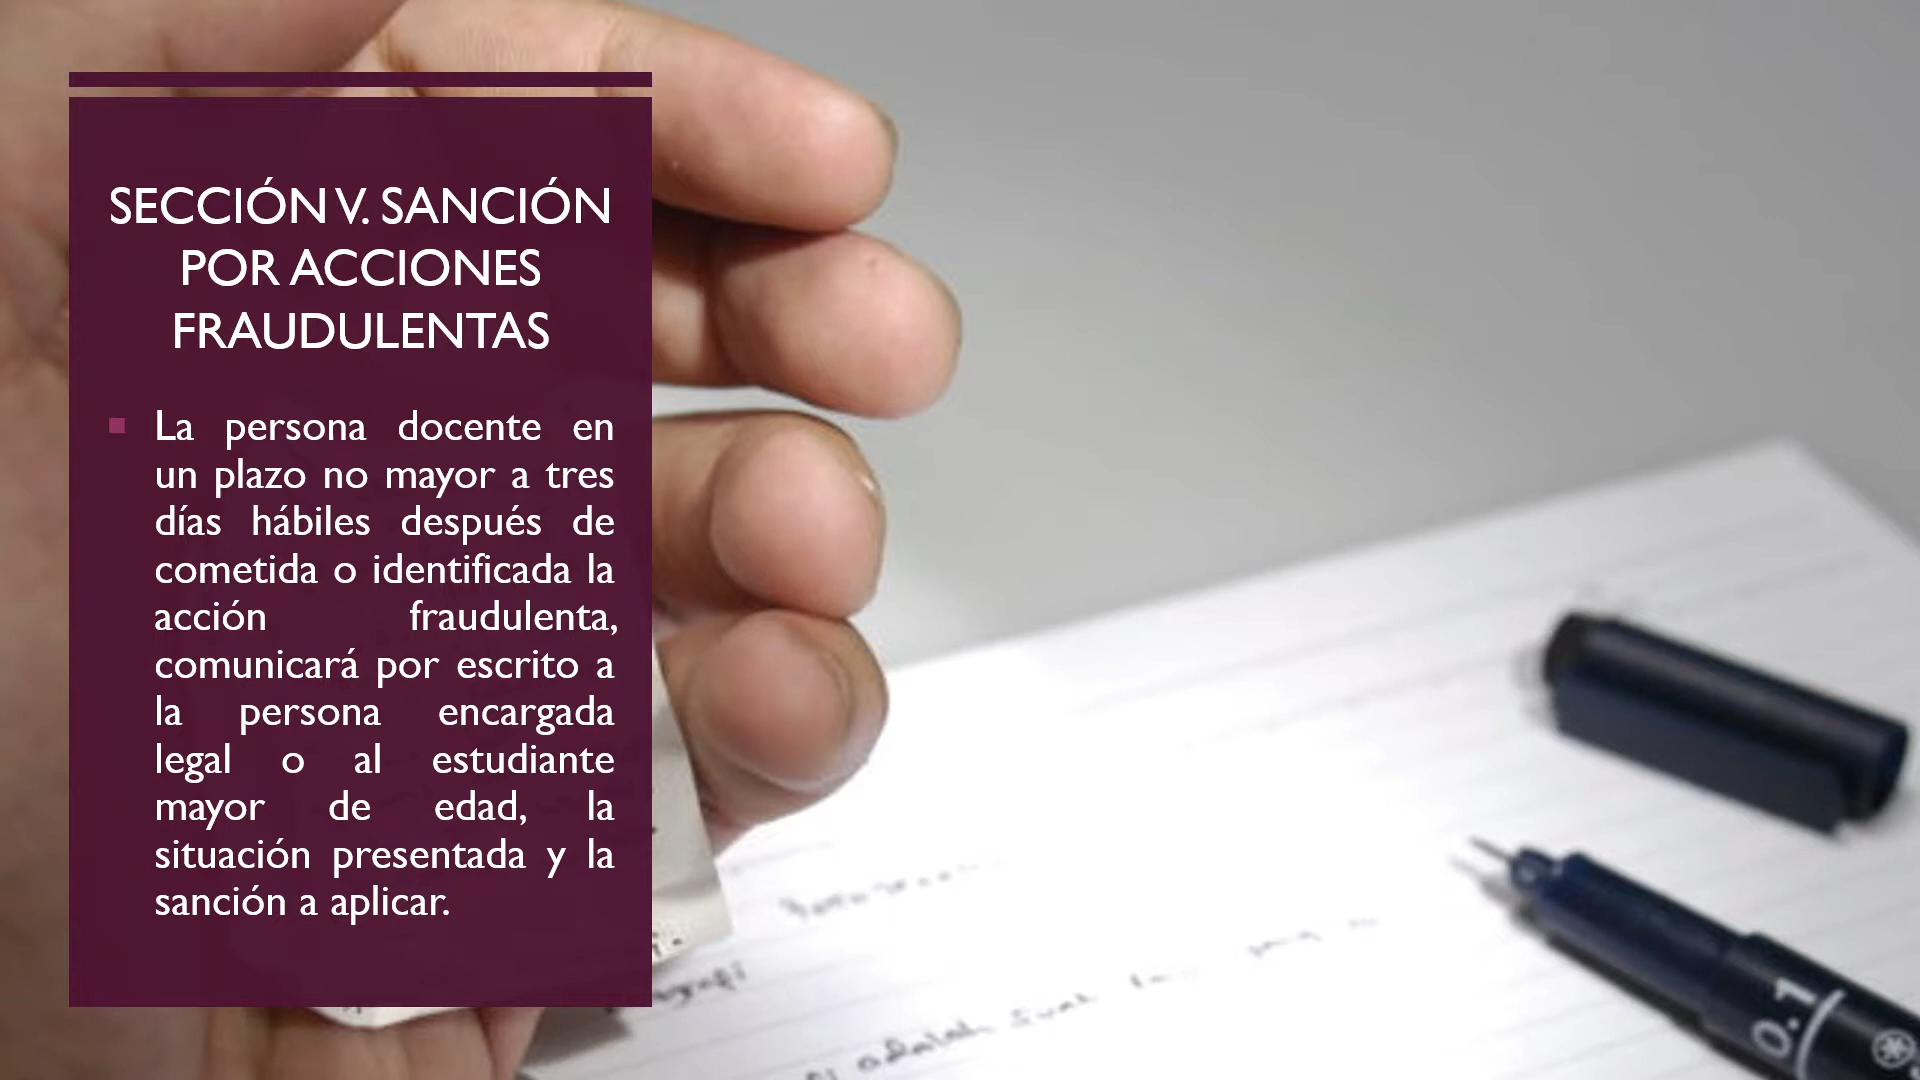 SECCIÓN V. SANCIÓN
POR ACCIONES
FRAUDULENTAS
La persona docente en
un plazo no mayor a tres
días hábiles después de
cometida o identificada la
acción fraudulenta,
comunicará por escrito a
la persona encargada
legal o al estudiante
mayor de edad, la
situación presentada y la
sanción a aplicar.
adalah
0.1